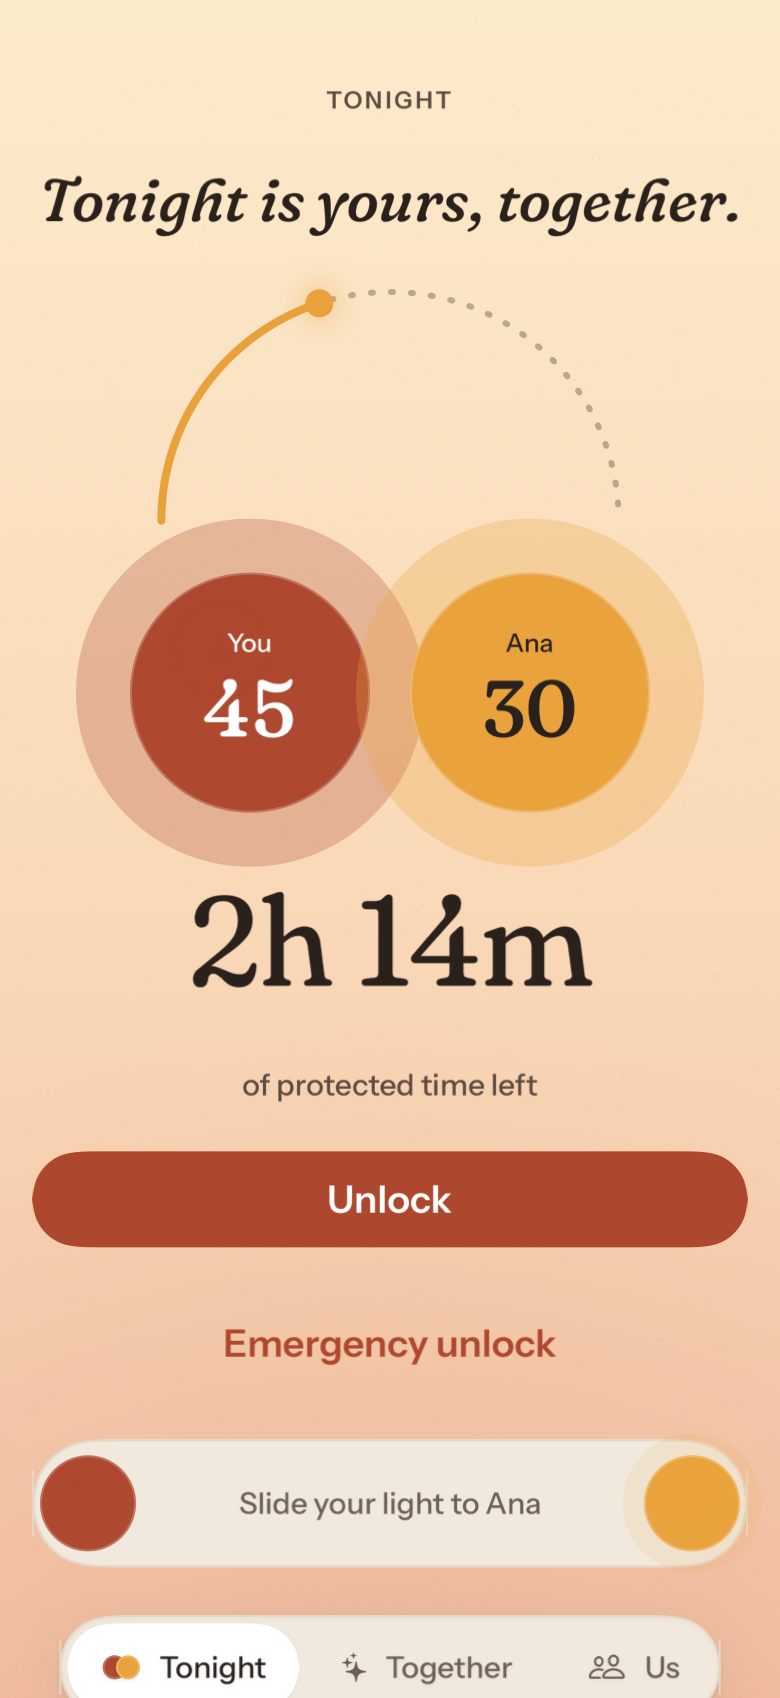 TONIGHT
Tonight is yours, together.
You
45
Ana
30
2h 14m
of protected time left
Unlock
Emergency unlock
Slide your light to Ana
Tonight
Together
Us